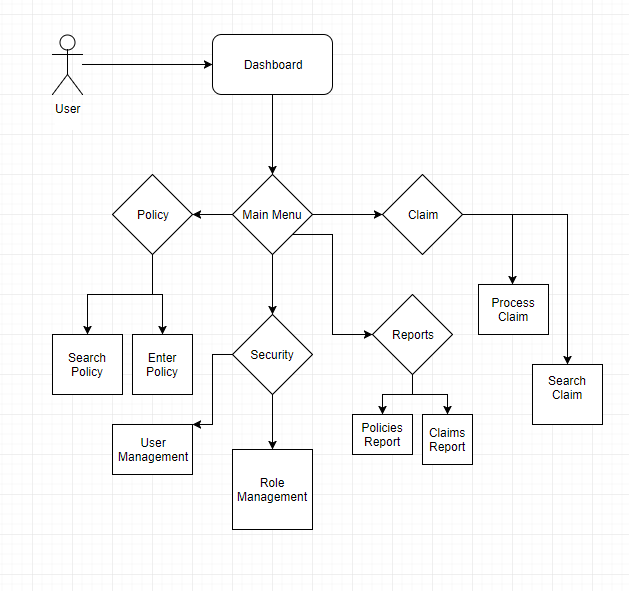 User
Dashboard
Policy
Main Menu
Claim
Process
Claim
Search
Policy
Enter
Policy
Security
Reports
Search
Claim
User
Management
Policies
Report
Claims
Report
Role
Management